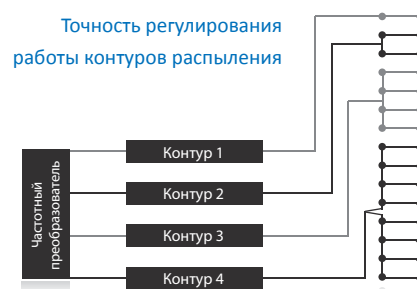 Точность регулирования
работы контуров распыления
Частотный
преобразователь
Контур 1
Контур 2
Контур 3
Контур 4